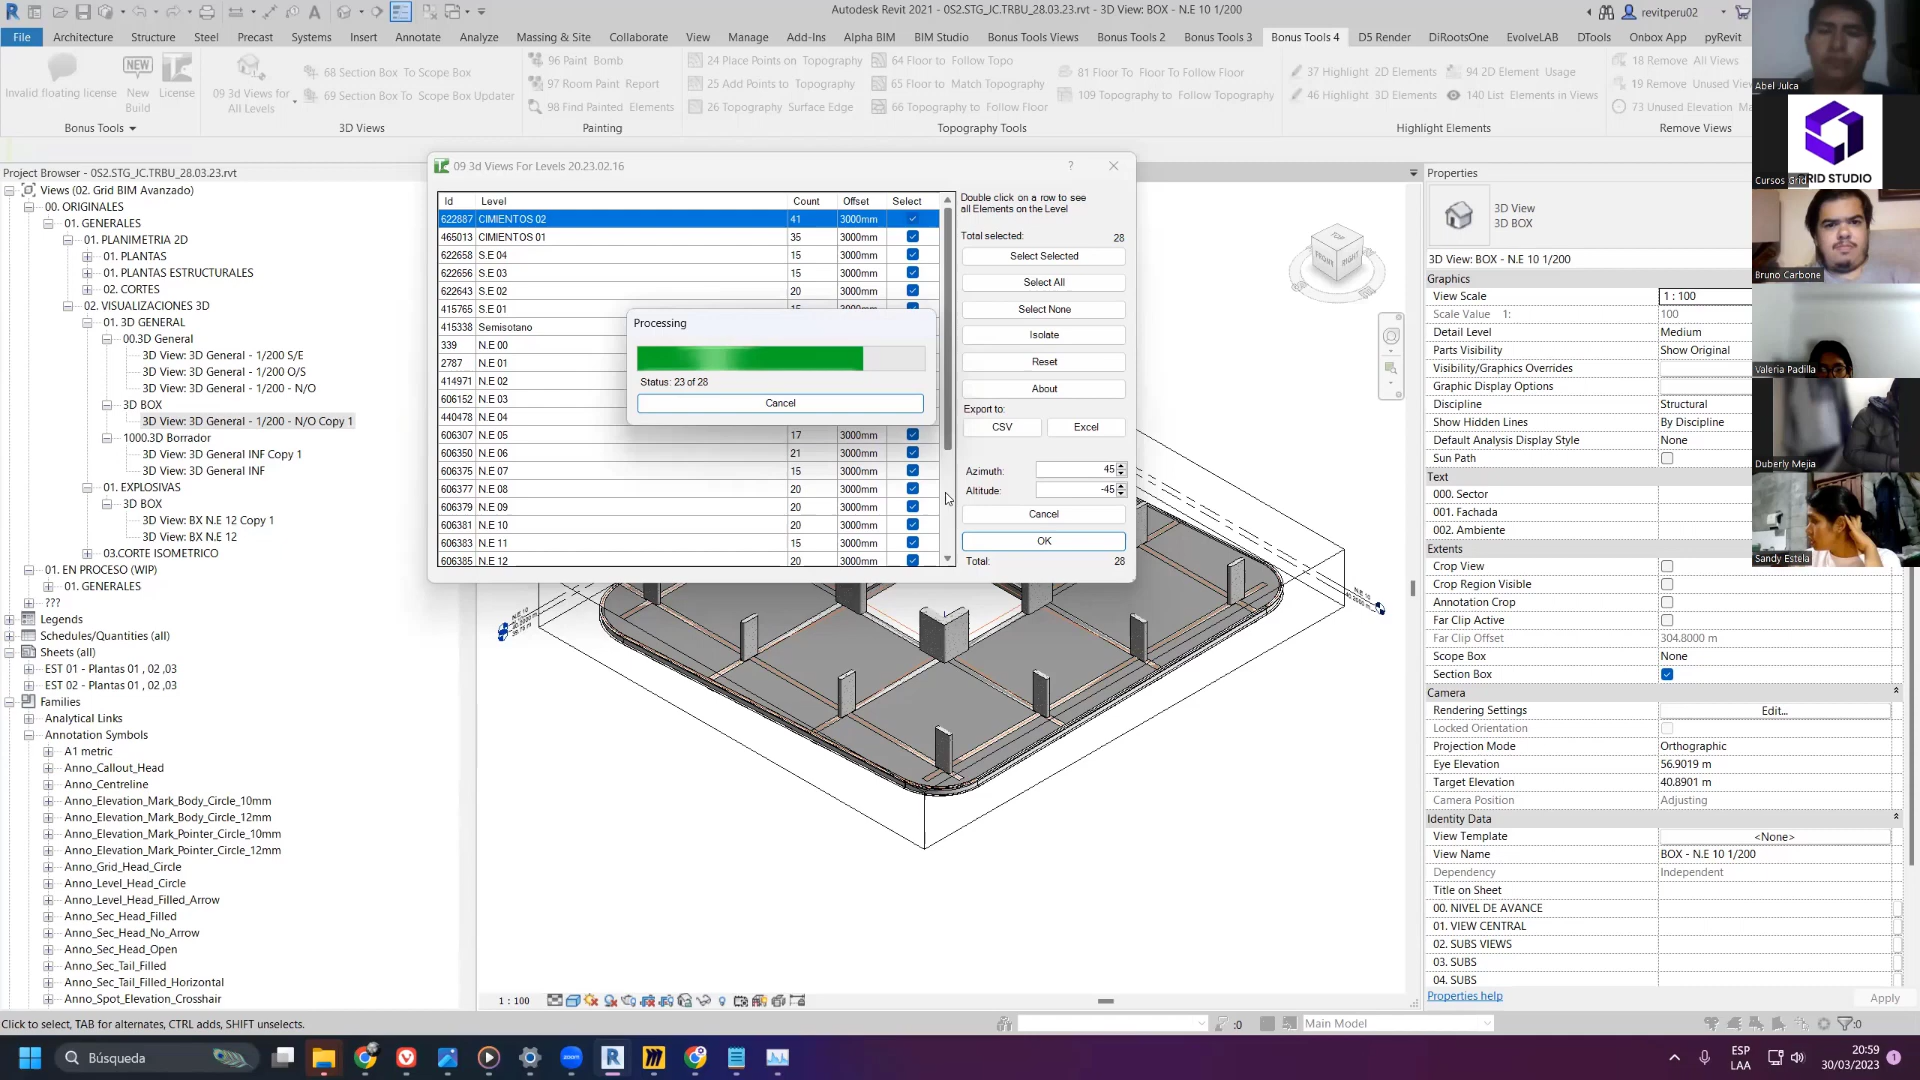 Autodesk Revit 2021 - 0S2.STG_JC.TRBU_28.03.23.rvt - 3D View: BOX - N.E 10 1/200
revitperu02
File Architecture Structure Steel Precast Systems Insert Annotate Analyze Massing & Site Collaborate View Manage Add-Ins Alpha BIM BIM Studio Bonus Tools Views Bonus Tools 2 Bonus Tools 3 Bonus Tools 4 D5 Render DiRootsOne EvolveLAB DTools Onbox App pyRevit
Invalid floating license
New Build
License
Bonus Tools
09 3d Views for All Levels
68 Section Box To Scope Box
69 Section Box To Scope Box Updater
3D Views
96 Paint Bomb
97 Room Paint Report
98 Find Painted Elements
Painting
24 Place Points on Topography
25 Add Points to Topography
26 Topography Surface Edge
64 Floor to Follow Topo
65 Floor to Match Topography
66 Topography to Follow Floor
81 Floor To Floor To Follow Floor
109 Topography to Follow Topography
Topography Tools
37 Highlight 2D Elements
46 Highlight 3D Elements
94 2D Element Usage
140 List Elements in Views
Highlight Elements
18 Remove All Views
19 Remove Unused View
73 Unused Elevation Ma
Remove Views
Project Browser - 0S2.STG_JC.TRBU_28.03.23.rvt
Views (02. Grid BIM Avanzado)
00. ORIGINALES
01. GENERALES
01. PLANIMETRIA 2D
01. PLANTAS
01. PLANTAS ESTRUCTURALES
02. CORTES
02. VISUALIZACIONES 3D
01. 3D GENERAL
00.3D General
3D View: 3D General - 1/200 S/E
3D View: 3D General - 1/200 O/S
3D View: 3D General - 1/200 - N/O
3D BOX
3D View: 3D General - 1/200 - N/O Copy 1
1000.3D Borrador
3D View: 3D General INF Copy 1
3D View: 3D General INF
01. EXPLOSIVAS
3D BOX
3D View: BX N.E 12 Copy 1
3D View: BX N.E 12
03.CORTE ISOMETRICO
01. EN PROCESO (WIP)
01. GENERALES
???
Legends
Schedules/Quantities (all)
Sheets (all)
EST 01 - Plantas 01 , 02 ,03
EST 02 - Plantas 01 , 02 ,03
Families
Analytical Links
Annotation Symbols
A1 metric
Anno_Callout_Head
Anno_Centreline
Anno_Elevation_Mark_Body_Circle_10mm
Anno_Elevation_Mark_Body_Circle_12mm
Anno_Elevation_Mark_Pointer_Circle_10mm
Anno_Elevation_Mark_Pointer_Circle_12mm
Anno_Grid_Head_Circle
Anno_Level_Head_Circle
Anno_Level_Head_Filled_Arrow
Anno_Sec_Head_Filled
Anno_Sec_Head_No_Arrow
Anno_Sec_Head_Open
Anno_Sec_Tail_Filled
Anno_Sec_Tail_Filled_Horizontal
Anno_Spot_Elevation_Crosshair
09 3d Views For Levels 20.23.02.16 ?
Id Level Count Offset Select
622887 CIMIENTOS 02 41 3000mm
465013 CIMIENTOS 01 35 3000mm
622658 S.E 04 15 3000mm
622656 S.E 03 15 3000mm
622643 S.E 02 20 3000mm
415765 S.E 01 15 3000mm
415338 Semisotano
339 N.E 00
2787 N.E 01
414971 N.E 02
606152 N.E 03
440478 N.E 04
606307 N.E 05 17 3000mm
606350 N.E 06 21 3000mm
606375 N.E 07 15 3000mm
606377 N.E 08 20 3000mm
606379 N.E 09 20 3000mm
606381 N.E 10 20 3000mm
606383 N.E 11 15 3000mm
606385 N.E 12 20 3000mm
Processing
Status: 23 of 28
Cancel
Double click on a row to see
all Elements on the Level
Total selected: 28
Select Selected
Select All
Select None
Isolate
Reset
About
Export to:
CSV Excel
Azimuth: 45
Altitude: -45
Cancel
OK
Total: 28
TOP
FRONT
RIGHT
Properties
3D View
3D BOX
3D View: BOX - N.E 10 1/200
Graphics
View Scale 1 : 100
Scale Value 1: 100
Detail Level Medium
Parts Visibility Show Original
Visibility/Graphics Overrides
Graphic Display Options
Discipline Structural
Show Hidden Lines By Discipline
Default Analysis Display Style None
Sun Path
Text
000. Sector
001. Fachada
002. Ambiente
Extents
Crop View
Crop Region Visible
Annotation Crop
Far Clip Active
Far Clip Offset 304.8000 m
Scope Box None
Section Box
Camera
Rendering Settings Edit...
Locked Orientation
Projection Mode Orthographic
Eye Elevation 56.9019 m
Target Elevation 40.8901 m
Camera Position Adjusting
Identity Data
View Template <None>
View Name BOX - N.E 10 1/200
Dependency Independent
Title on Sheet
00. NIVEL DE AVANCE
01. VIEW CENTRAL
02. SUBS VIEWS
03. SUBS
04. SUBS
Properties help Apply
Abel Julca
Cursos Grid
GRID STUDIO
Bruno Carbone
Valeria Padilla
Duberly Mejia
Sandy Estela
1 : 100
Click to select, TAB for alternates, CTRL adds, SHIFT unselects.
:0
Main Model
:0
Búsqueda
ESP
LAA
20:59
30/03/2023
1